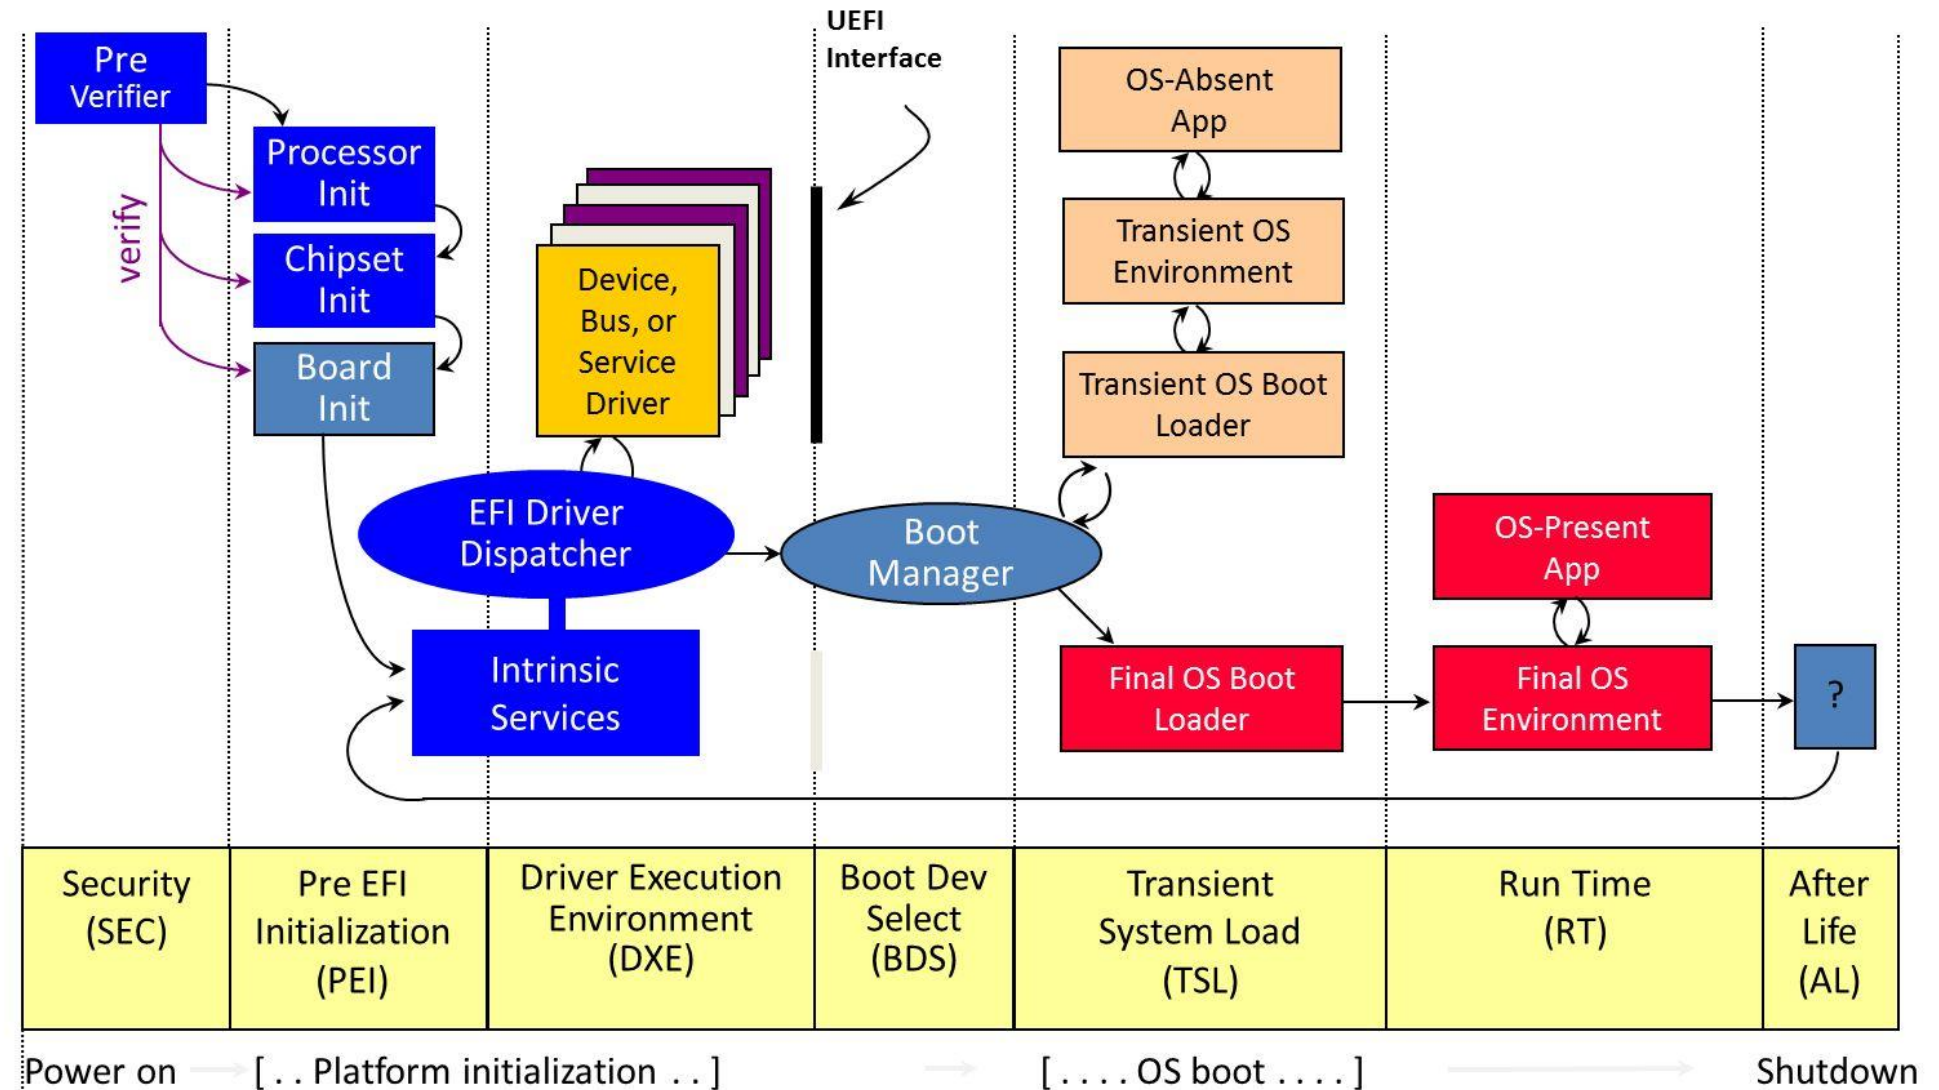 UEFI
Interface
Pre
Verifier
verify
Processor
Init
Chipset
Init
Board
Init
Device,
Bus, or
Service
Driver
EFI Driver
Dispatcher
Intrinsic
Services
Boot
Manager
OS-Absent
App
Transient OS
Environment
Transient OS Boot
Loader
Final OS Boot
Loader
OS-Present
App
Final OS
Environment
?
Security
(SEC)
Pre EFI
Initialization
(PEI)
Driver Execution
Environment
(DXE)
Boot Dev
Select
(BDS)
Transient
System Load
(TSL)
Run Time
(RT)
After
Life
(AL)
Power on
[ . . Platform initialization . . ]
[ . . . . OS boot . . . . ]
Shutdown